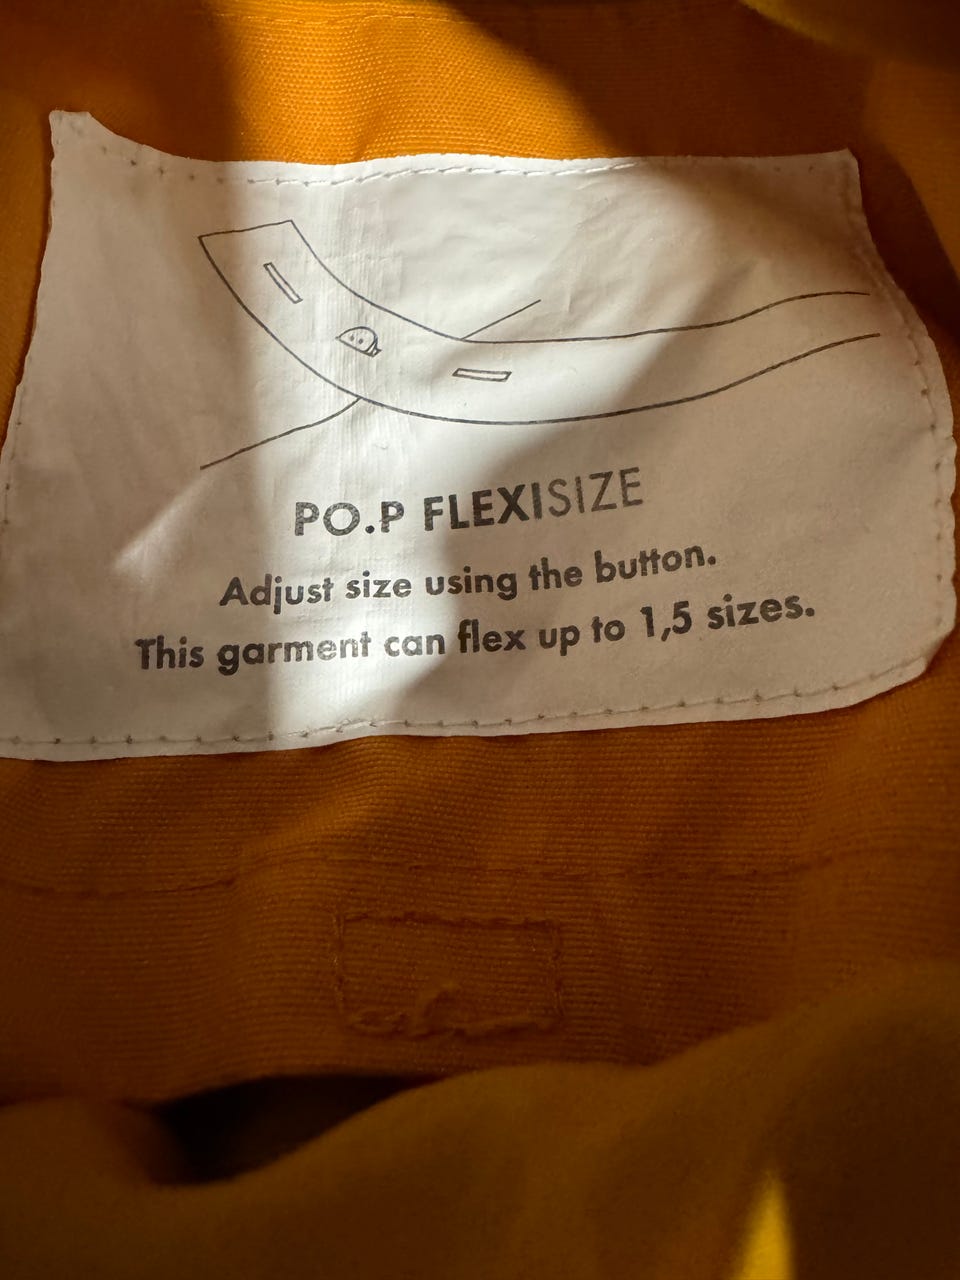 PO.P FLEXISIZE
Adjust size using the button.
This garment can flex up to 1,5 sizes.